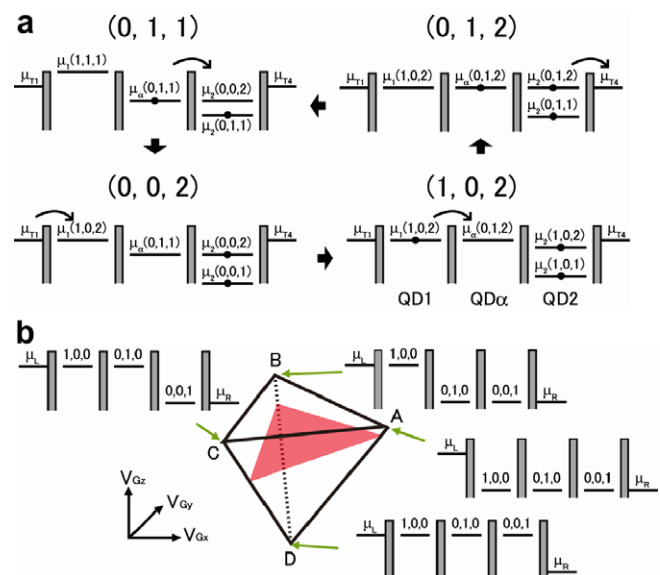 a
(0, 1, 1)
(0, 1, 2)
μT1 μ1(1,1,1) μα(0,1,1) μ2(0,0,2) μ2(0,1,1) μT4
μT1 μ1(1,0,2) μα(0,1,2) μ2(0,1,2) μ2(0,1,1) μT4
(0, 0, 2)
(1, 0, 2)
μT1 μ1(1,0,2) μα(0,1,1) μ2(0,0,2) μ2(0,0,1) μT4
μT1 μ1(1,0,2) μα(0,1,2) μ2(1,0,2) μ2(1,0,1) μT4
QD1 QDα QD2
b
μL 1,0,0 0,1,0 0,0,1 μR
B
μL 1,0,0 0,1,0 0,0,1 μR
A
C
μL 1,0,0 0,1,0 0,0,1 μR
VGz
VGy
VGx
D
μL 1,0,0 0,1,0 0,0,1 μR